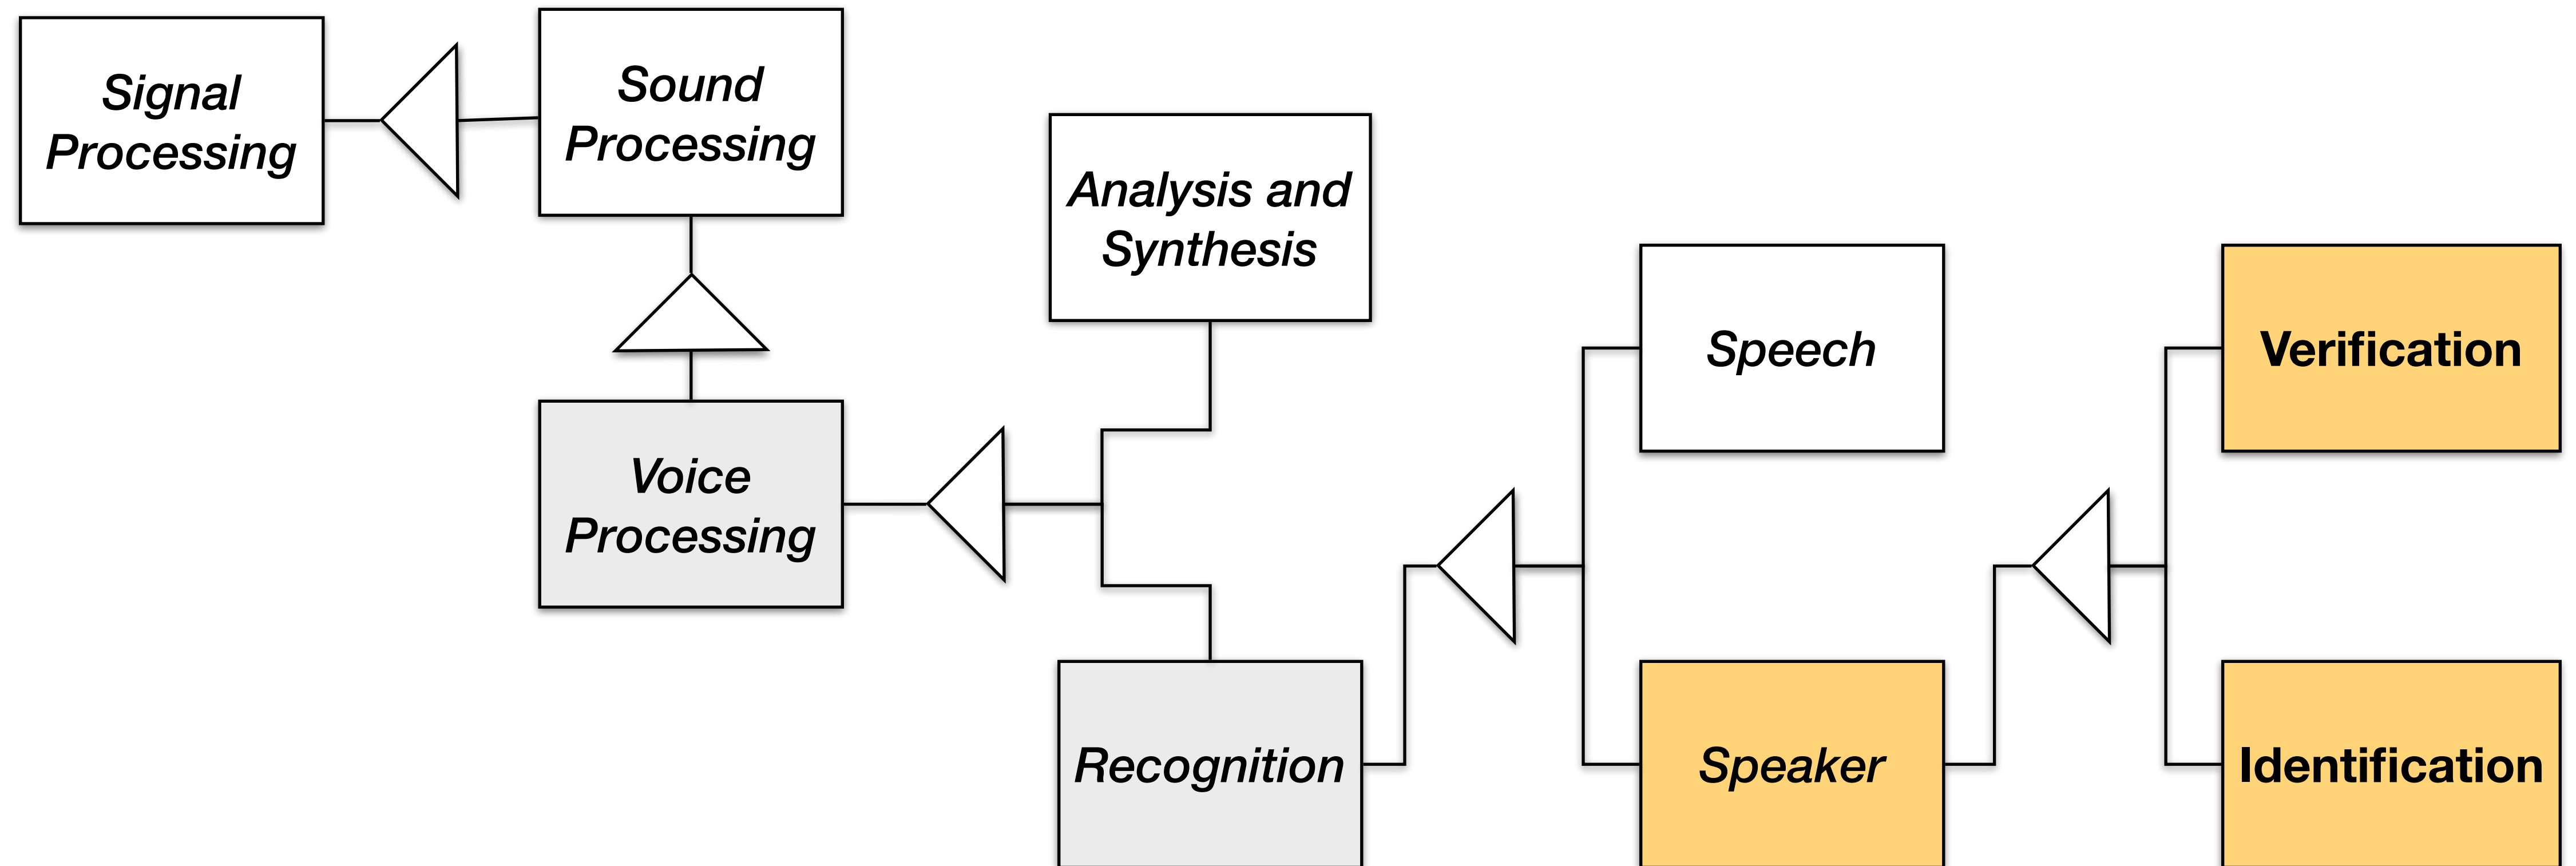 Signal
Processing
Sound
Processing
Analysis and
Synthesis
Voice
Processing
Speech
Verification
Recognition
Speaker
Identification